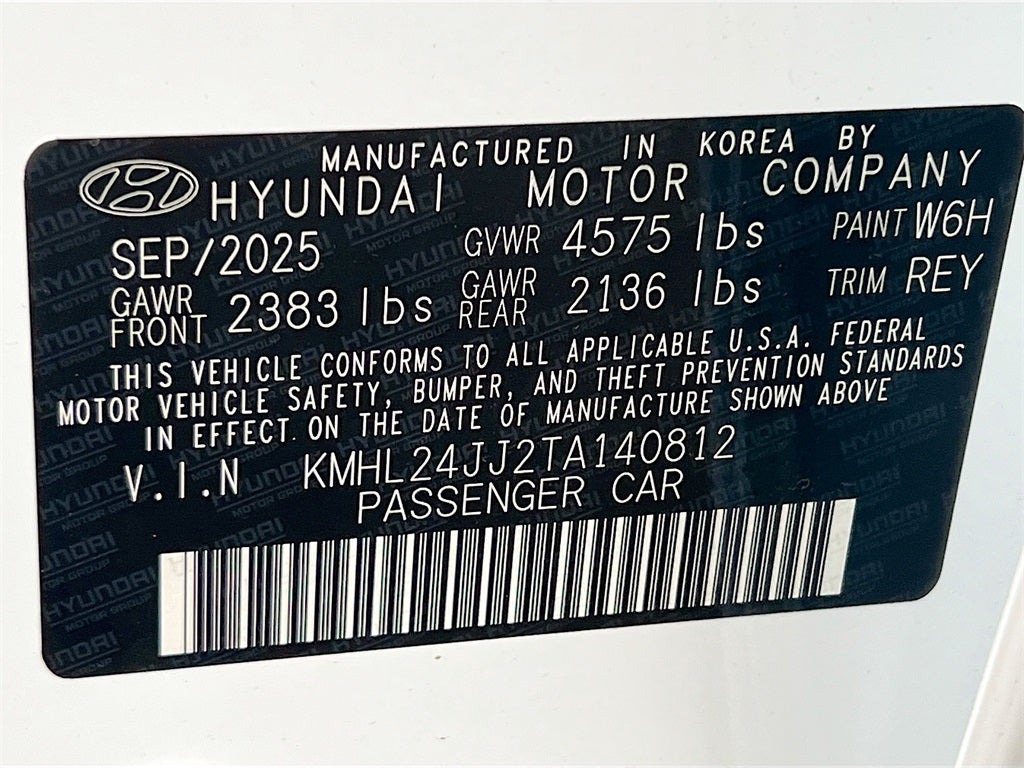 MANUFACTURED IN KOREA BY
HYUNDAI MOTOR COMPANY
SEP/2025 GVWR 4575 lbs PAINT W6H
GAWR FRONT 2383 lbs GAWR REAR 2136 lbs TRIM REY
THIS VEHICLE CONFORMS TO ALL APPLICABLE U.S.A. FEDERAL
MOTOR VEHICLE SAFETY, BUMPER, AND THEFT PREVENTION STANDARDS
IN EFFECT ON THE DATE OF MANUFACTURE SHOWN ABOVE
V.I.N KMHL24JJ2TA140812
PASSENGER CAR